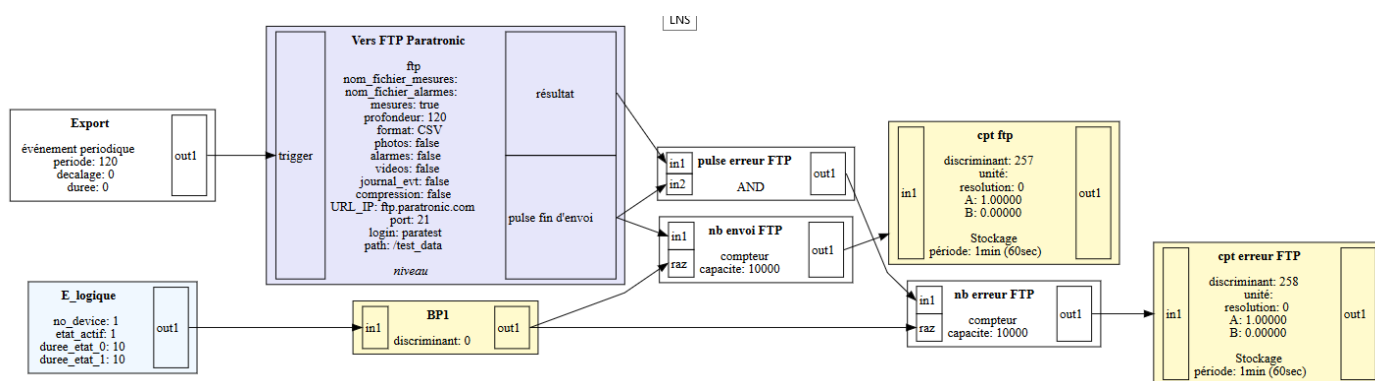 LNS
Vers FTP Paratronic
ftp
nom_fichier_mesures:
nom_fichier_alarmes:
mesures: true
profondeur: 120
format: CSV
photos: false
alarmes: false
videos: false
journal_evt: false
compression: false
URL_IP: ftp.paratronic.com
port: 21
login: paratest
path: /test_data
niveau
trigger
résultat
pulse fin d'envoi
Export
événement periodique
periode: 120
decalage: 0
duree: 0
out1
pulse erreur FTP
AND
in1
in2
out1
cpt ftp
discriminant: 257
unité:
resolution: 0
A: 1.00000
B: 0.00000
Stockage
période: 1min (60sec)
in1
out1
nb envoi FTP
compteur
capacite: 10000
in1
raz
out1
cpt erreur FTP
discriminant: 258
unité:
resolution: 0
A: 1.00000
B: 0.00000
Stockage
période: 1min (60sec)
in1
out1
E_logique
no_device: 1
etat_actif: 1
duree_etat_0: 10
duree_etat_1: 10
out1
BP1
discriminant: 0
in1
out1
nb erreur FTP
compteur
capacite: 10000
in1
raz
out1